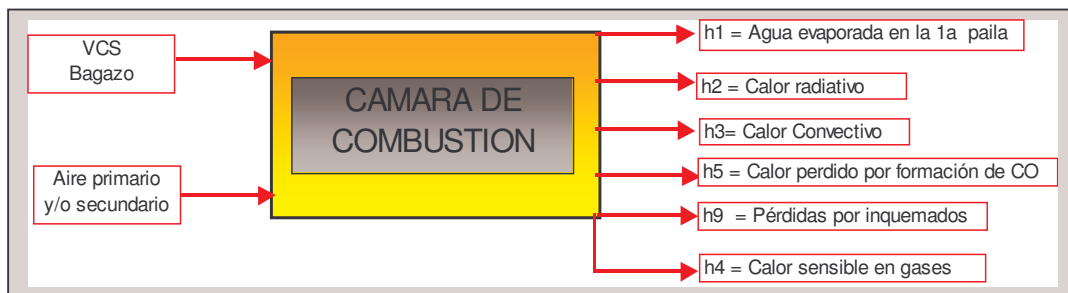 VCS
Bagazo
Aire primario
y/o secundario
CAMARA DE
COMBUSTION
h1 = Agua evaporada en la 1a paila
h2 = Calor radiativo
h3= Calor Convectivo
h5 = Calor perdido por formación de CO
h9 = Pérdidas por inquemados
h4 = Calor sensible en gases